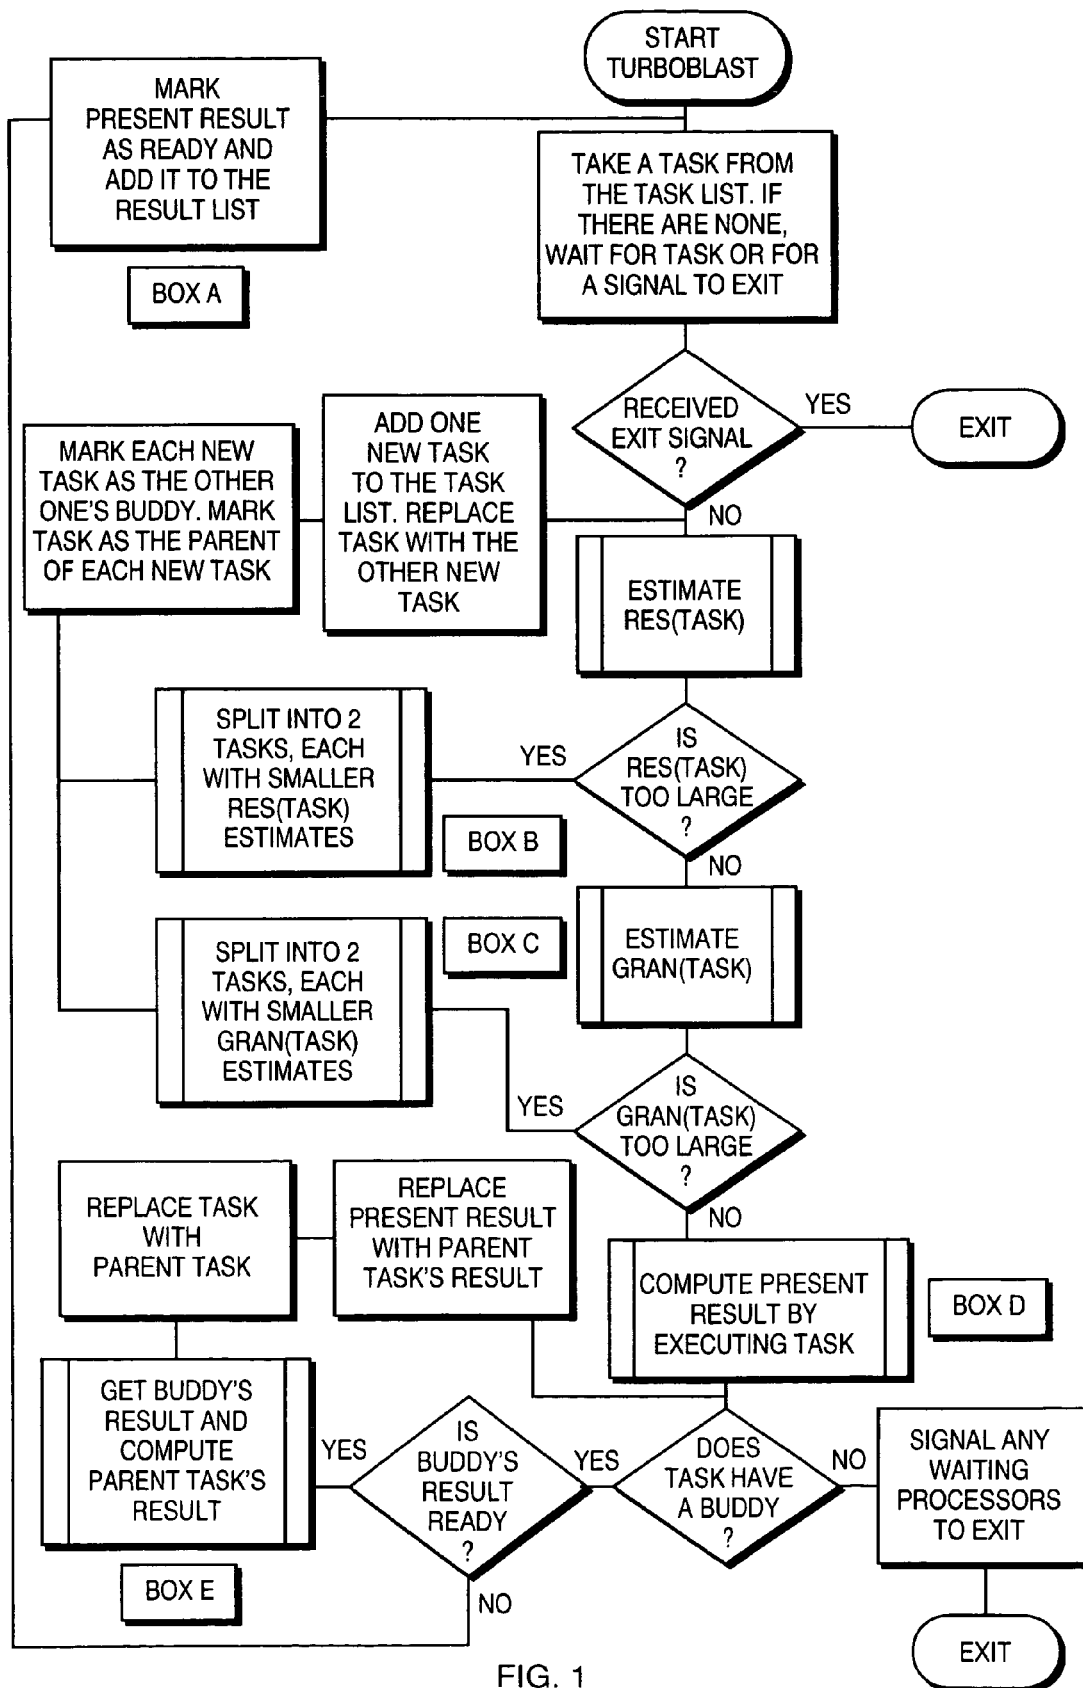 START
TURBOBLAST
MARK
PRESENT RESULT
AS READY AND
ADD IT TO THE
RESULT LIST
BOX A
TAKE A TASK FROM
THE TASK LIST. IF
THERE ARE NONE,
WAIT FOR TASK OR FOR
A SIGNAL TO EXIT
RECEIVED
EXIT SIGNAL
?
YES
EXIT
NO
MARK EACH NEW
TASK AS THE OTHER
ONE'S BUDDY. MARK
TASK AS THE PARENT
OF EACH NEW TASK
ADD ONE
NEW TASK
TO THE TASK
LIST. REPLACE
TASK WITH THE
OTHER NEW
TASK
ESTIMATE
RES(TASK)
SPLIT INTO 2
TASKS, EACH
WITH SMALLER
RES(TASK)
ESTIMATES
YES
IS
RES(TASK)
TOO LARGE
?
BOX B
NO
SPLIT INTO 2
TASKS, EACH
WITH SMALLER
GRAN(TASK)
ESTIMATES
BOX C
ESTIMATE
GRAN(TASK)
YES
IS
GRAN(TASK)
TOO LARGE
?
NO
REPLACE TASK
WITH
PARENT TASK
REPLACE
PRESENT RESULT
WITH PARENT
TASK'S RESULT
COMPUTE PRESENT
RESULT BY
EXECUTING TASK
BOX D
GET BUDDY'S
RESULT AND
COMPUTE
PARENT TASK'S
RESULT
YES
IS
BUDDY'S
RESULT
READY
?
YES
DOES
TASK HAVE
A BUDDY
?
NO
SIGNAL ANY
WAITING
PROCESSORS
TO EXIT
BOX E
NO
EXIT
FIG. 1